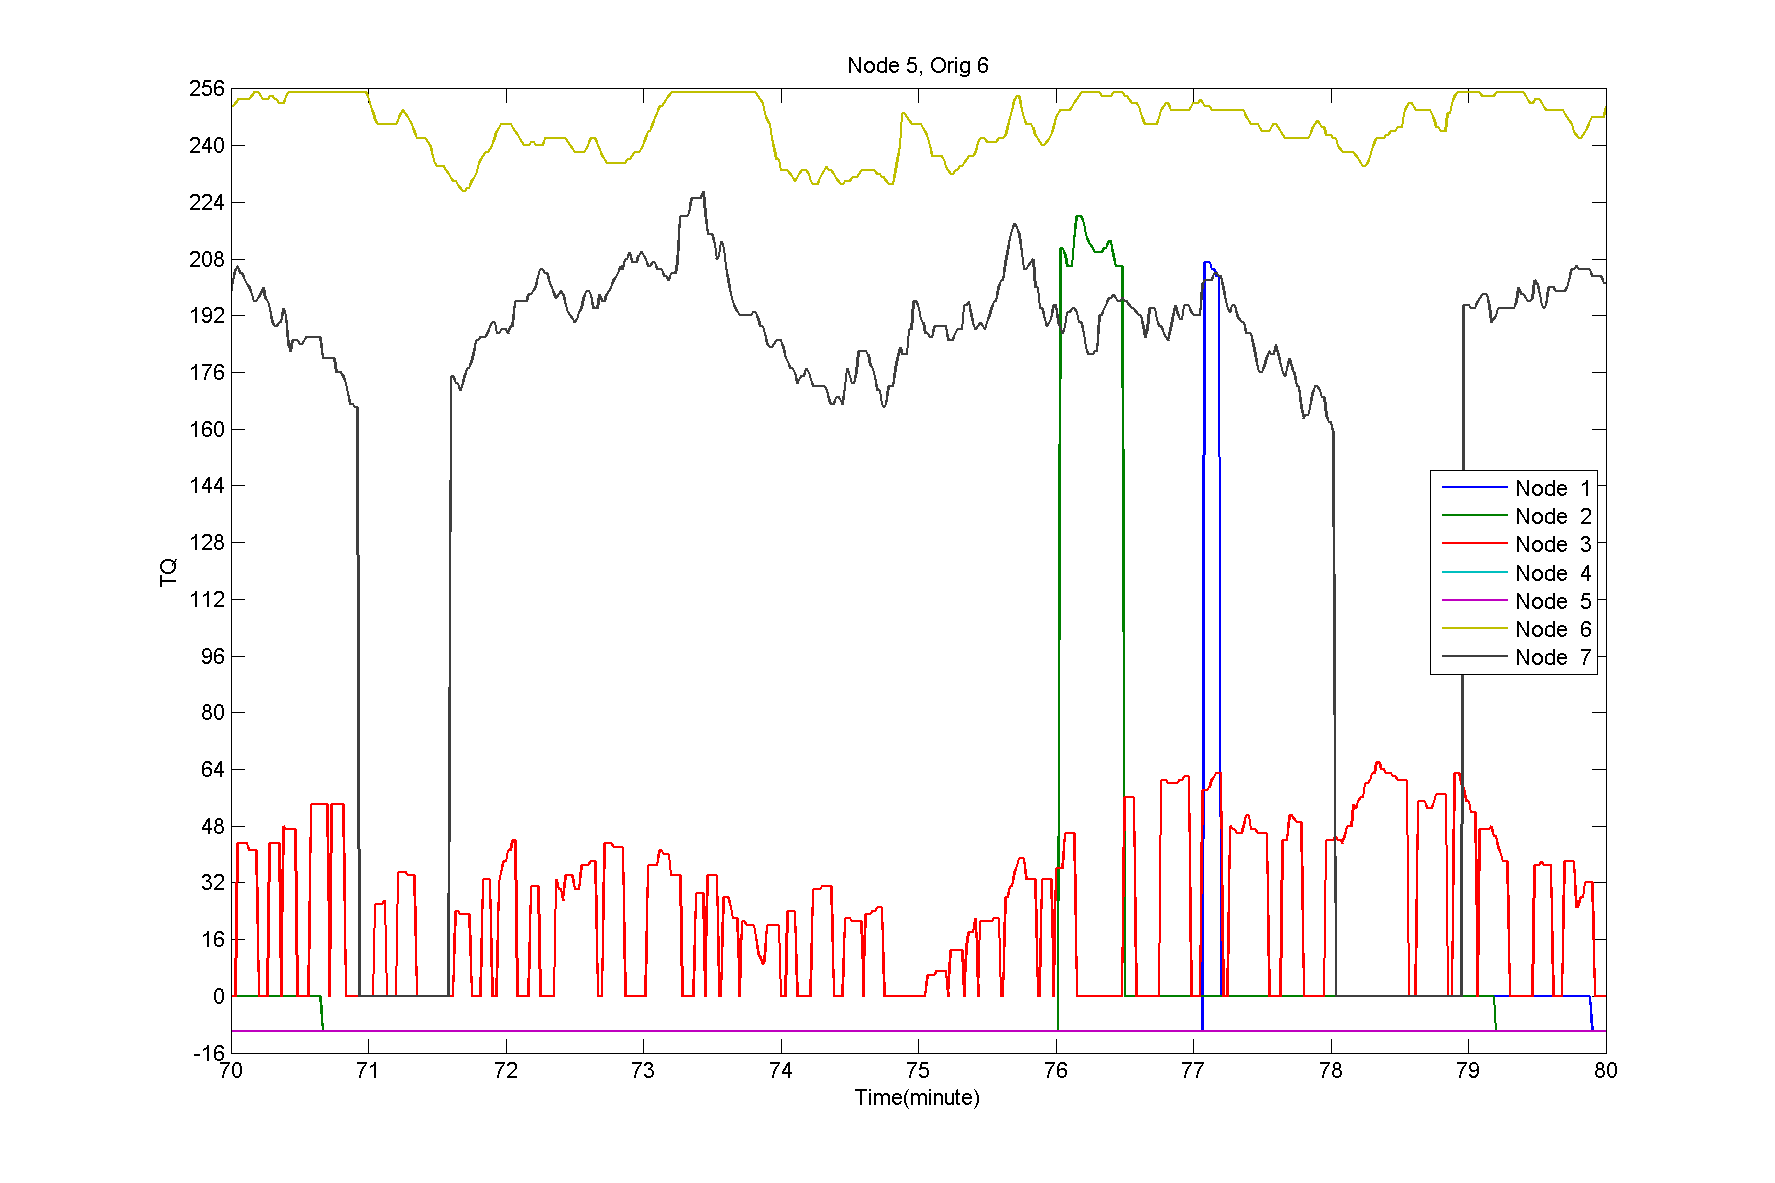 Node 5, Orig 6
256
240
224
208
192
176
160
144
128
112
96
80
64
48
32
16
0
-16
TQ
70 71 72 73 74 75 76 77 78 79 80
Time(minute)
Node 1
Node 2
Node 3
Node 4
Node 5
Node 6
Node 7